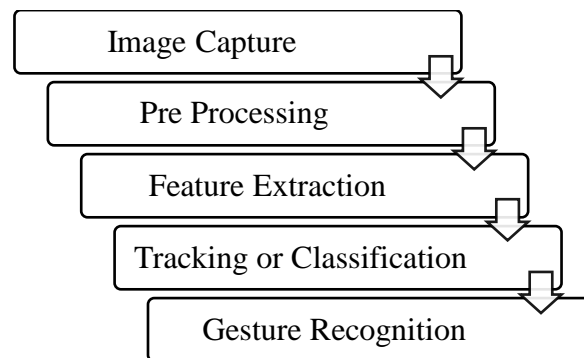 Image Capture
Pre Processing
Feature Extraction
Tracking or Classification
Gesture Recognition